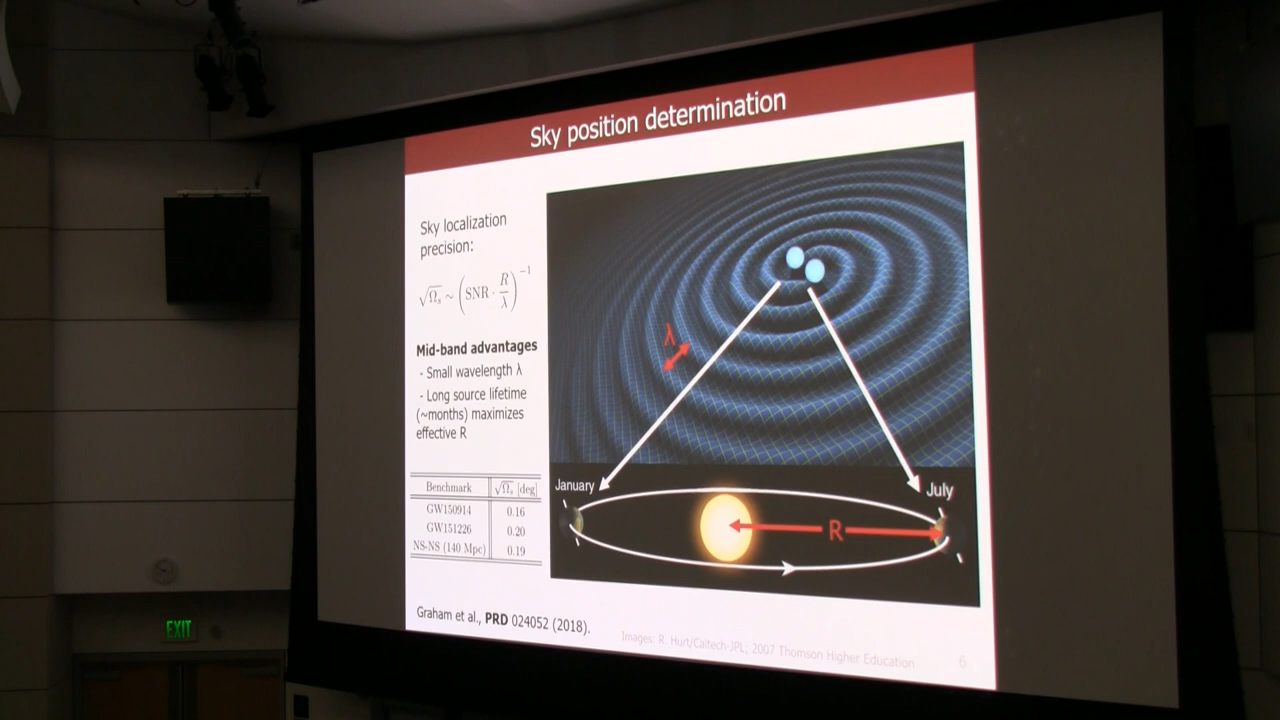 Sky position determination
Sky localization
precision:
√Ωs ~ (SNR · R/λ)^−1
Mid-band advantages
- Small wavelength λ
- Long source lifetime
(~months) maximizes
effective R
Benchmark √Ωs [deg]
GW150914 0.16
GW151226 0.20
NS-NS (140 Mpc) 0.19
λ
January
July
R
Graham et al., PRD 024052 (2018).
Images: R. Hurt/Caltech-JPL; 2007 Thomson Higher Education
6
EXIT